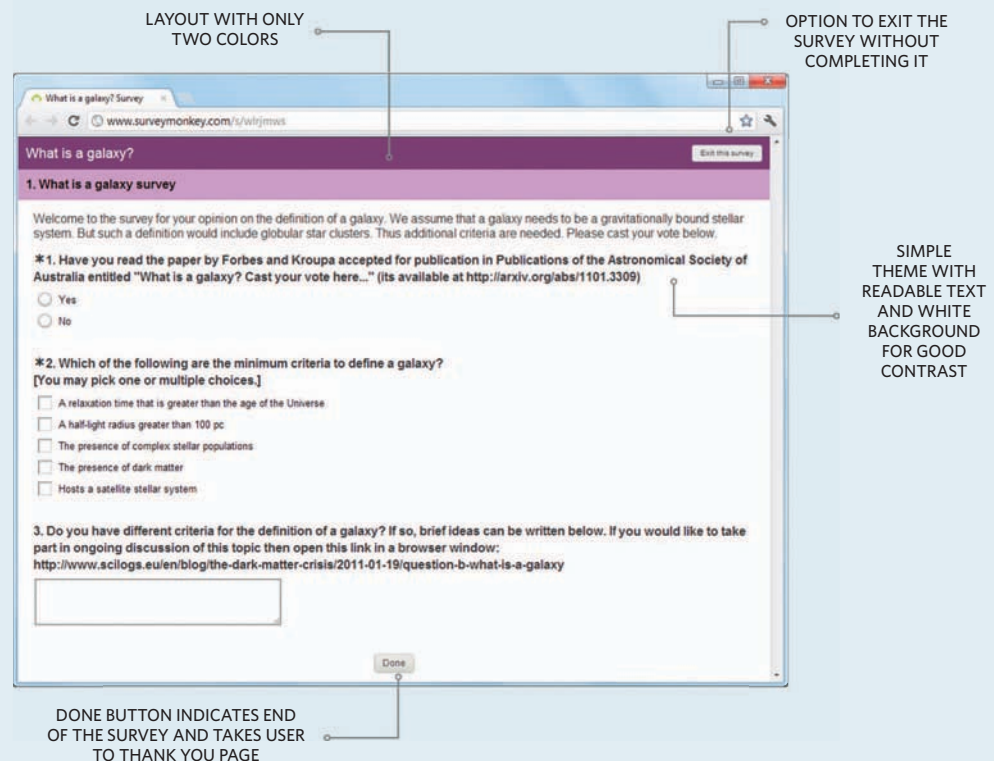 LAYOUT WITH ONLY
TWO COLORS
OPTION TO EXIT THE
SURVEY WITHOUT
COMPLETING IT
What is a galaxy? Survey
www.surveymonkey.com/s/wlrjmws
What is a galaxy?
Exit this survey
1. What is a galaxy survey
Welcome to the survey for your opinion on the definition of a galaxy. We assume that a galaxy needs to be a gravitationally bound stellar
system. But such a definition would include globular star clusters. Thus additional criteria are needed. Please cast your vote below.
*1. Have you read the paper by Forbes and Kroupa accepted for publication in Publications of the Astronomical Society of
Australia entitled "What is a galaxy? Cast your vote here..." (its available at http://arxiv.org/abs/1101.3309)
Yes
No
SIMPLE
THEME WITH
READABLE TEXT
AND WHITE
BACKGROUND
FOR GOOD
CONTRAST
*2. Which of the following are the minimum criteria to define a galaxy?
[You may pick one or multiple choices.]
A relaxation time that is greater than the age of the Universe
A half-light radius greater than 100 pc
The presence of complex stellar populations
The presence of dark matter
Hosts a satellite stellar system
3. Do you have different criteria for the definition of a galaxy? If so, brief ideas can be written below. If you would like to take
part in ongoing discussion of this topic then open this link in a browser window:
http://www.scilogs.eu/en/blog/the-dark-matter-crisis/2011-01-19/question-b-what-is-a-galaxy
Done
DONE BUTTON INDICATES END
OF THE SURVEY AND TAKES USER
TO THANK YOU PAGE